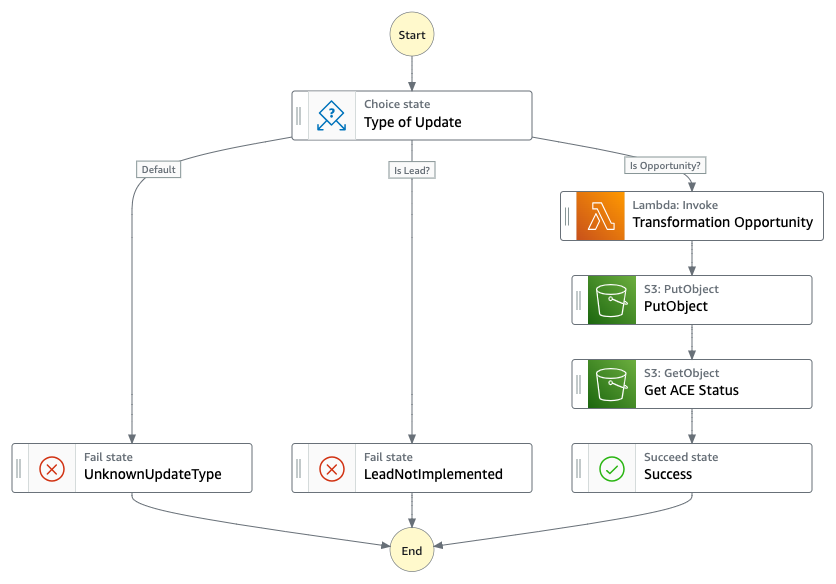 Start
Choice state
Type of Update
Default
Is Lead?
Is Opportunity?
Lambda: Invoke
Transformation Opportunity
S3: PutObject
PutObject
S3: GetObject
Get ACE Status
Fail state
UnknownUpdateType
Fail state
LeadNotImplemented
Succeed state
Success
End